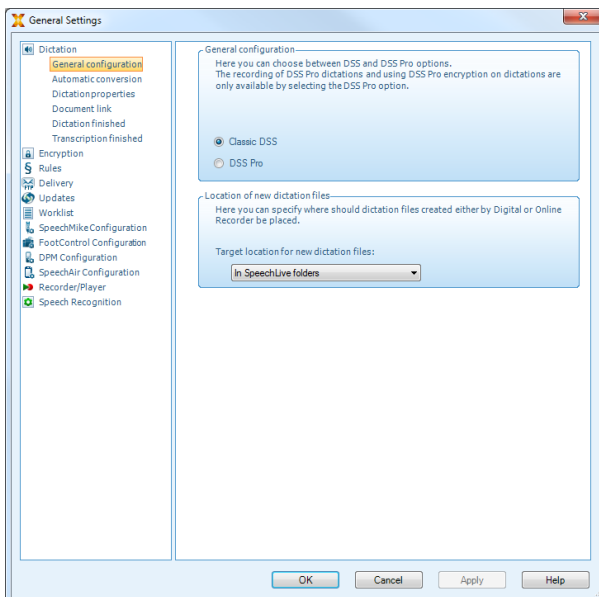 General Settings
Dictation
General configuration
Automatic conversion
Dictation properties
Document link
Dictation finished
Transcription finished
Encryption
Rules
Delivery
Updates
Worklist
SpeechMike Configuration
FootControl Configuration
DPM Configuration
SpeechAir Configuration
Recorder/Player
Speech Recognition
General configuration
Here you can choose between DSS and DSS Pro options.
The recording of DSS Pro dictations and using DSS Pro encryption on dictations are
only available by selecting the DSS Pro option.
Classic DSS
DSS Pro
Location of new dictation files
Here you can specify where should dictation files created either by Digital or Online
Recorder be placed.
Target location for new dictation files:
In SpeechLive folders
OK Cancel Apply Help